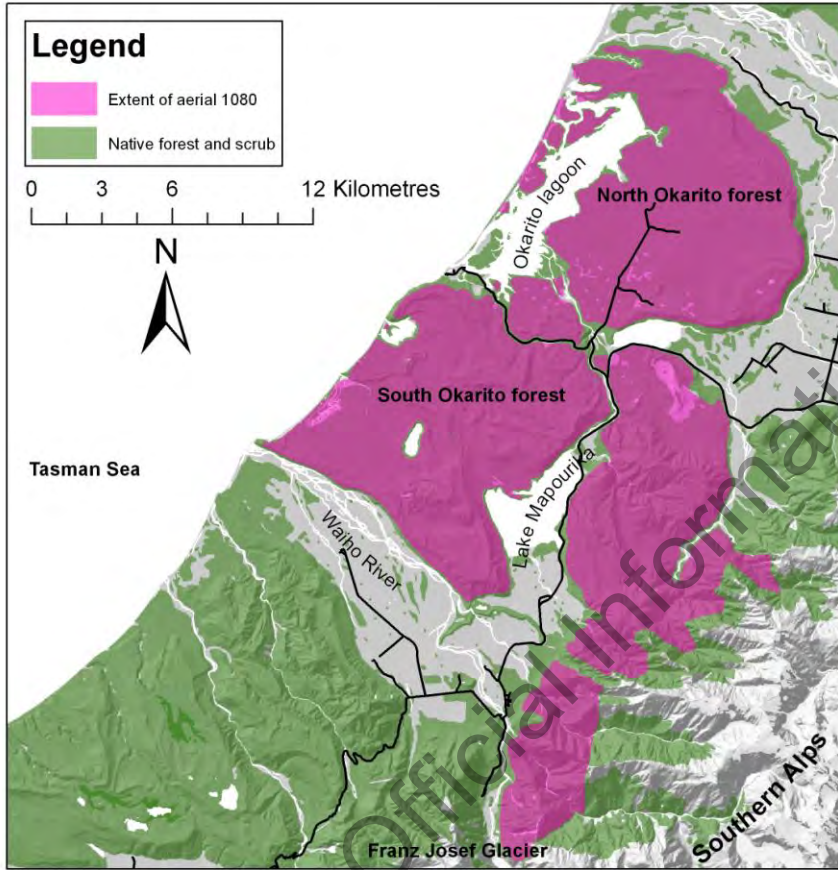 Legend
Extent of aerial 1080
Native forest and scrub
0 3 6 12 Kilometres
N
Okarito lagoon
North Okarito forest
South Okarito forest
Tasman Sea
Lake Mapourika
Waiho River
Southern Alps
Franz Josef Glacier
Official Informati